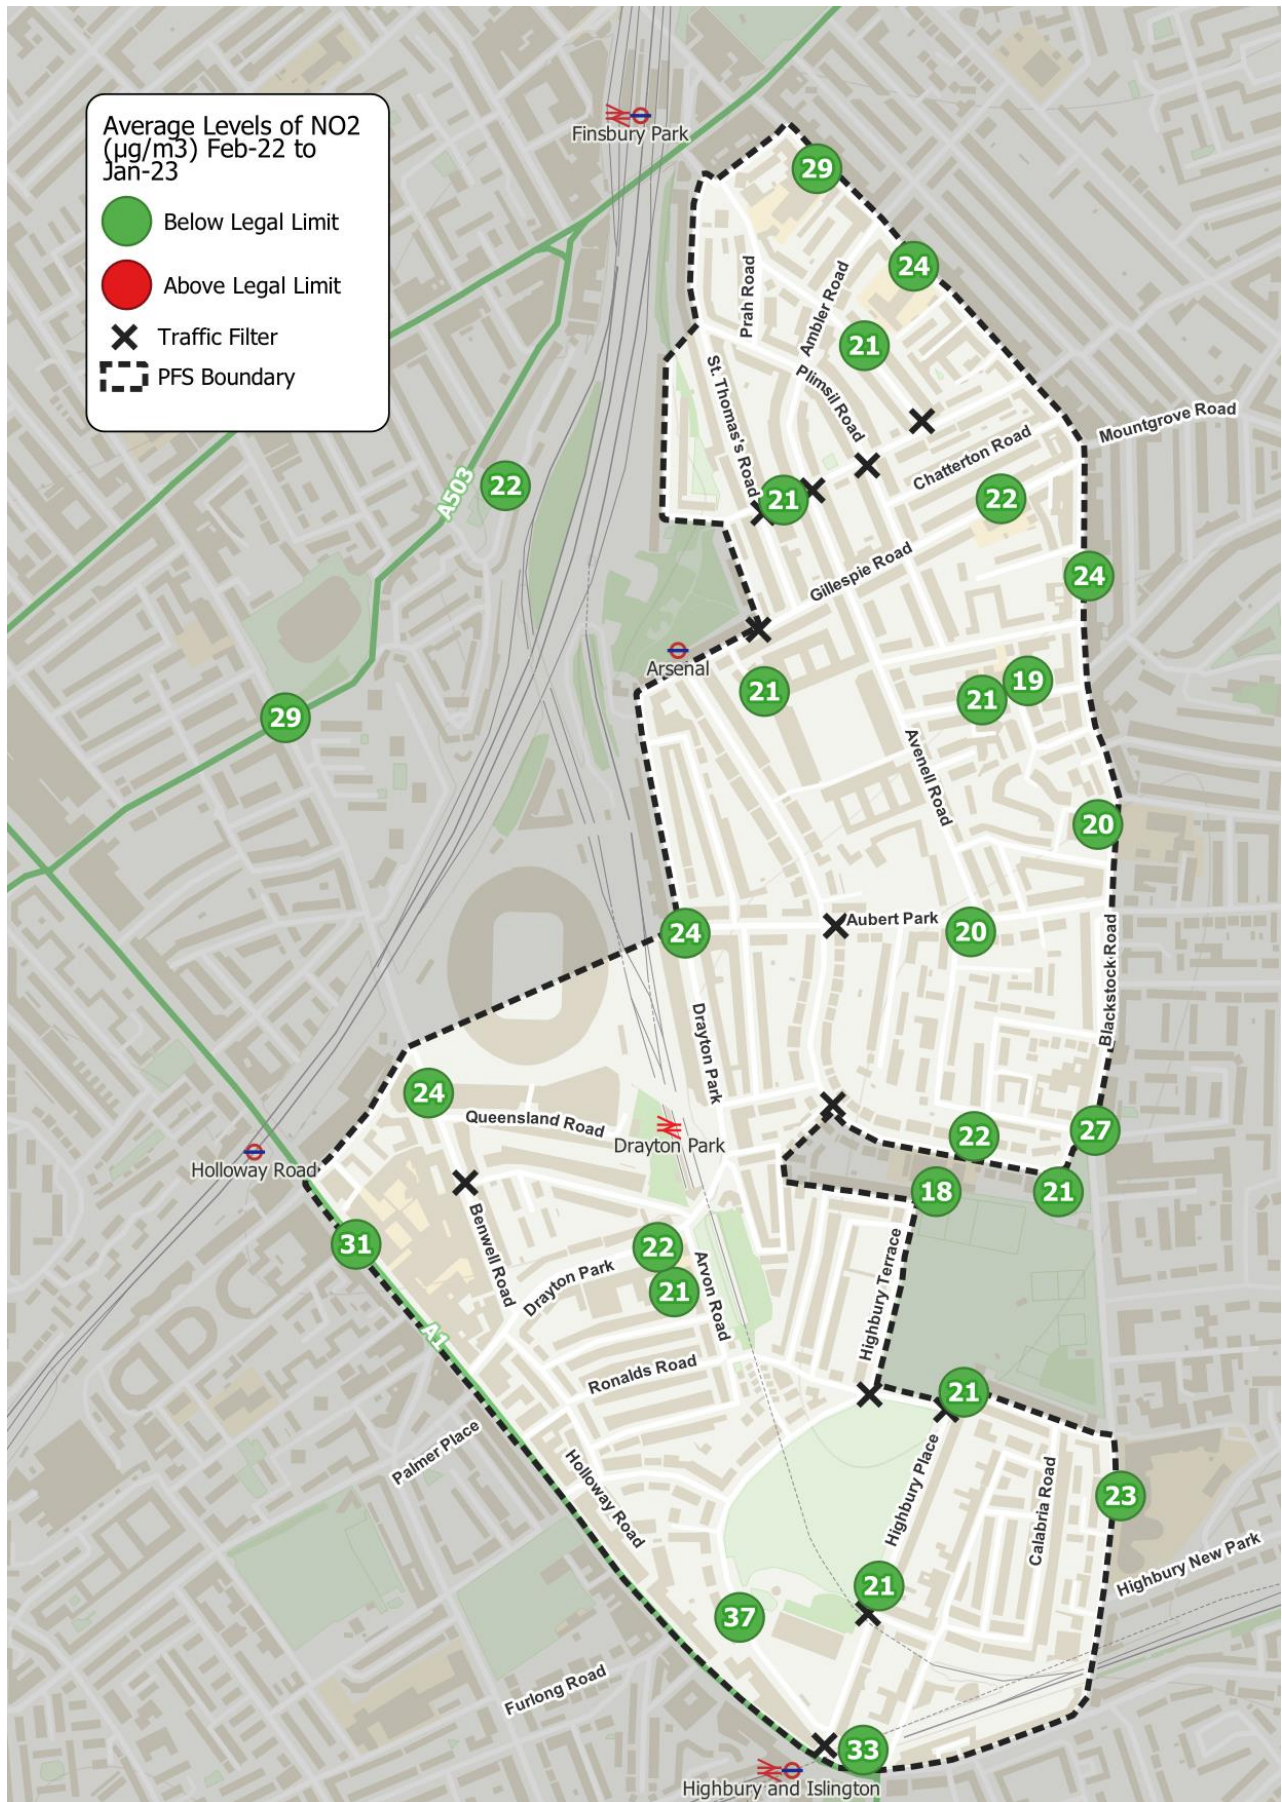 Average Levels of NO2
(µg/m3) Feb-22 to
Jan-23
Below Legal Limit
Above Legal Limit
Traffic Filter
PFS Boundary
Finsbury Park
29
24
Prah Road
Ambler Road
21
St. Thomas's Road
Plimsil Road
Mountgrove Road
Chatterton Road
A503
22
21
22
Gillespie Road
24
Arsenal
21
21
19
29
Avenell Road
20
24
Aubert Park
20
Blackstock Road
Drayton Park
24
Queensland Road
Drayton Park
22
27
Holloway Road
18
21
31
Benwell Road
22
Drayton Park
21
Arvon Road
Highbury Terrace
A1
Ronalds Road
21
Palmer Place
Holloway Road
Highbury Place
Calabria Road
23
Highbury New Park
21
37
Furlong Road
33
Highbury and Islington